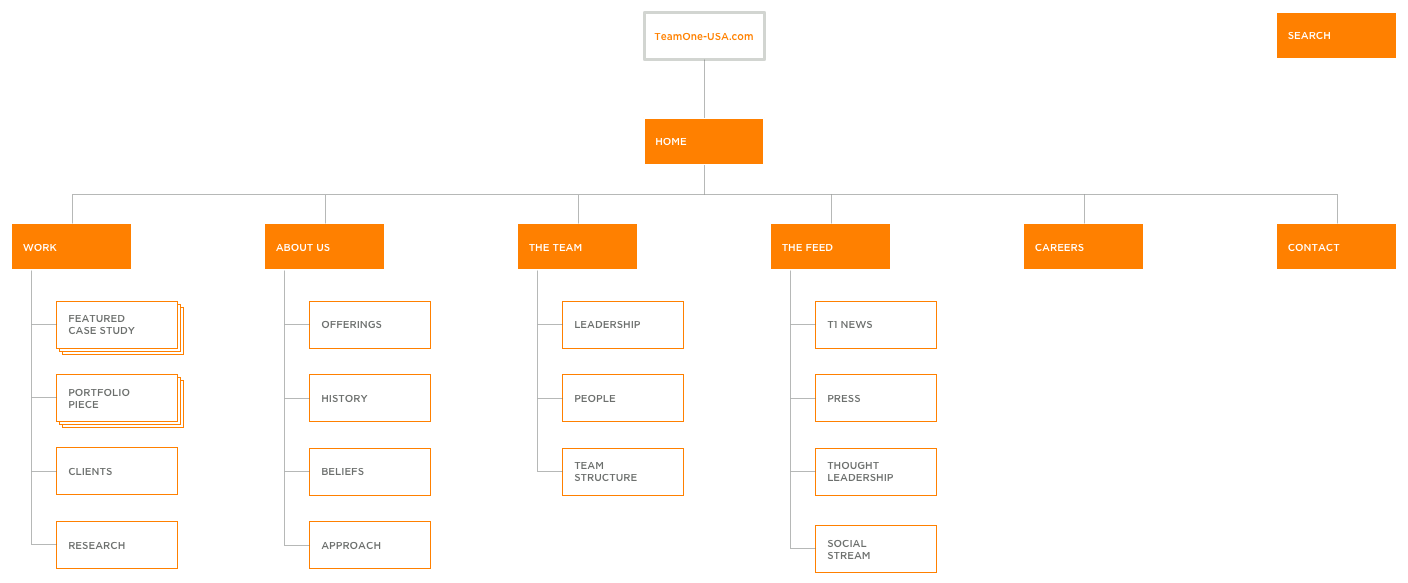 TeamOne-USA.com
SEARCH
HOME
WORK
ABOUT US
THE TEAM
THE FEED
CAREERS
CONTACT
FEATURED
CASE STUDY
PORTFOLIO
PIECE
CLIENTS
RESEARCH
OFFERINGS
HISTORY
BELIEFS
APPROACH
LEADERSHIP
PEOPLE
TEAM
STRUCTURE
T1 NEWS
PRESS
THOUGHT
LEADERSHIP
SOCIAL
STREAM